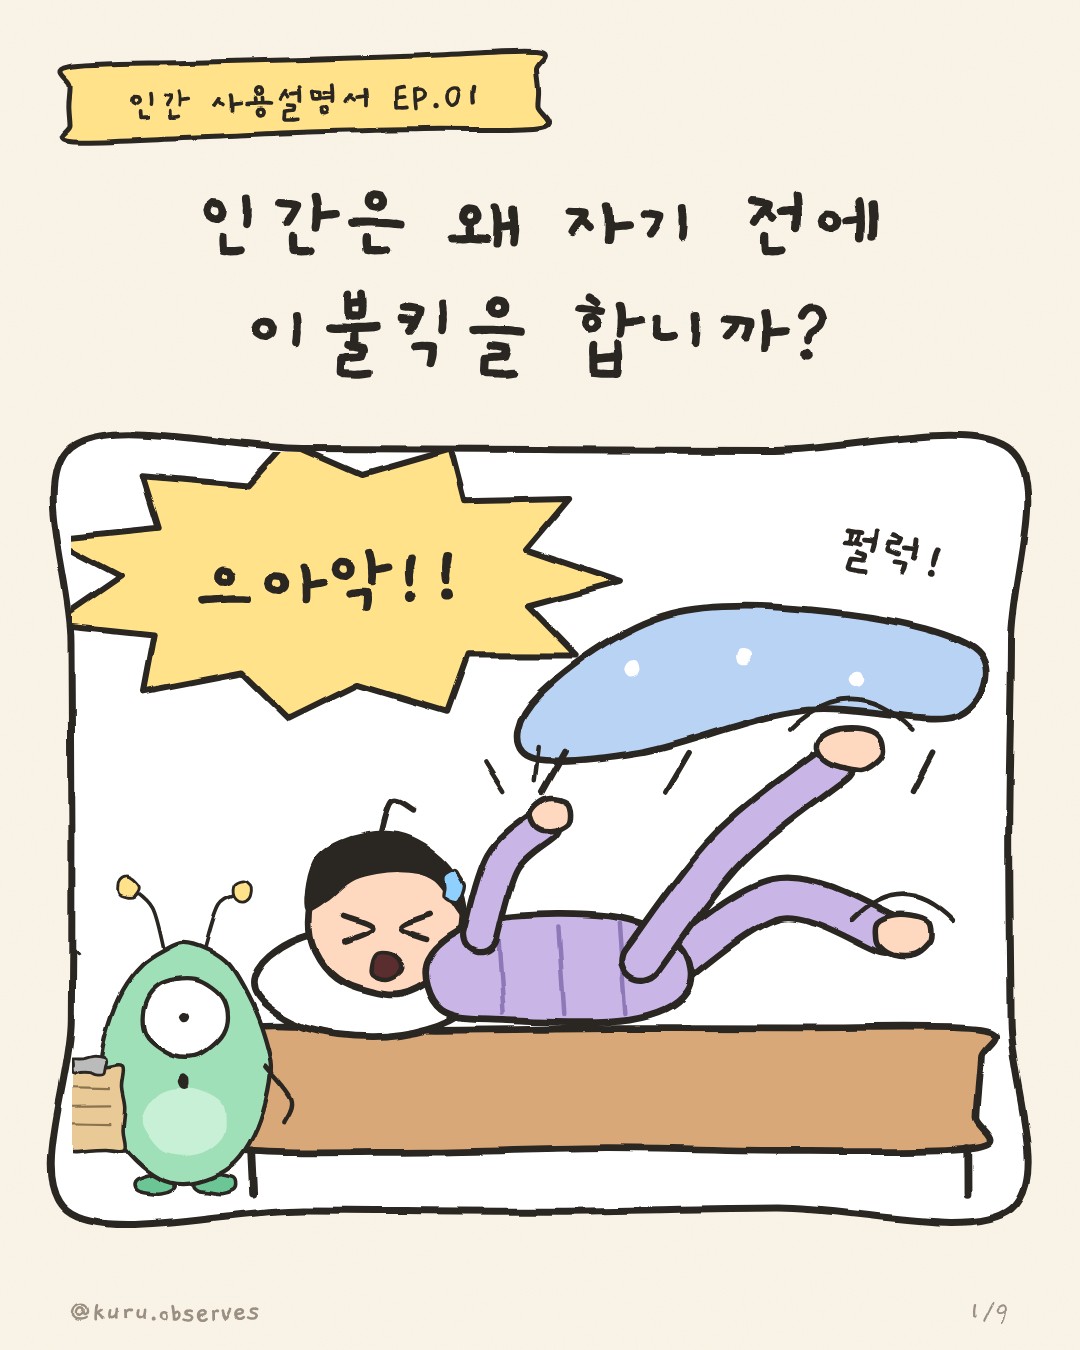 인간 사용설명서 EP.01
인간은 왜 자기 전에
이불킥을 합니까?
으아악!!
펄럭!
@kuru.observes
1/9